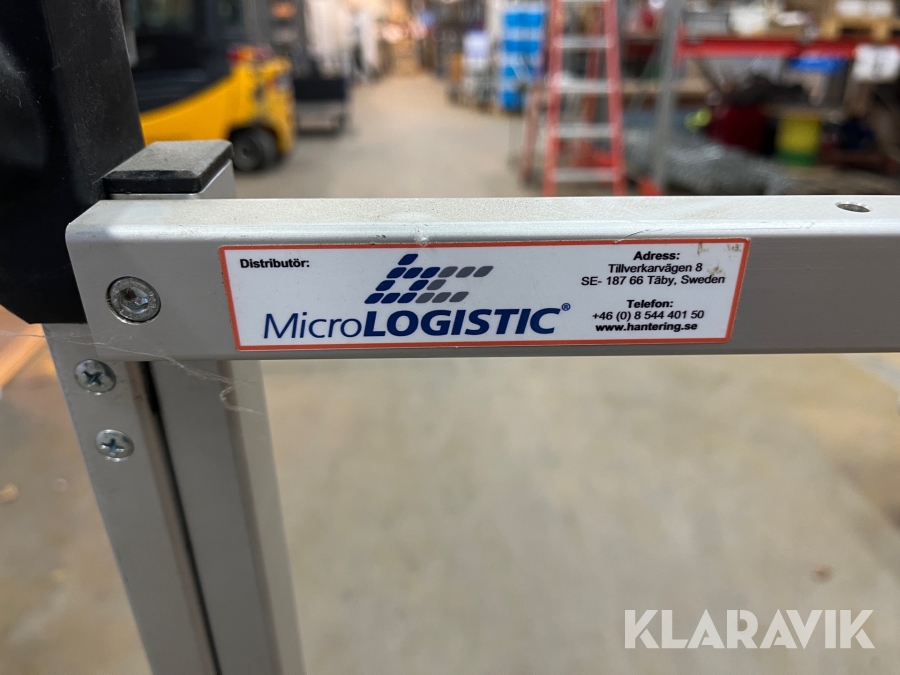 Distributör:
MicroLOGISTIC®
Adress:
Tillverkarvägen 8
SE- 187 66 Täby, Sweden
Telefon:
+46 (0) 8 544 401 50
www.hantering.se
KLARAVIK